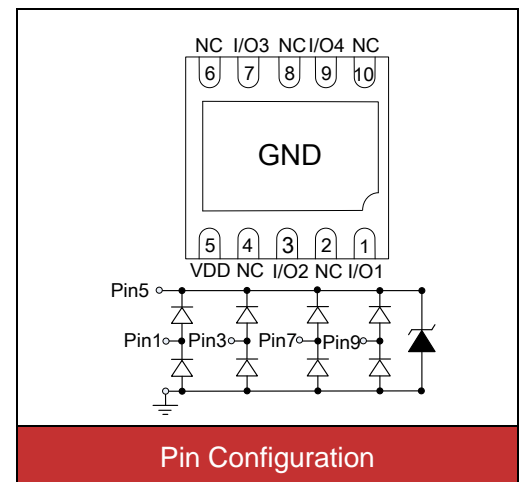 NC I/O3 NC I/O4 NC
6 7 8 9 10
GND
5 4 3 2 1
VDD NC I/O2 NC I/O1
Pin5
Pin1 Pin3 Pin7 Pin9
Pin Configuration